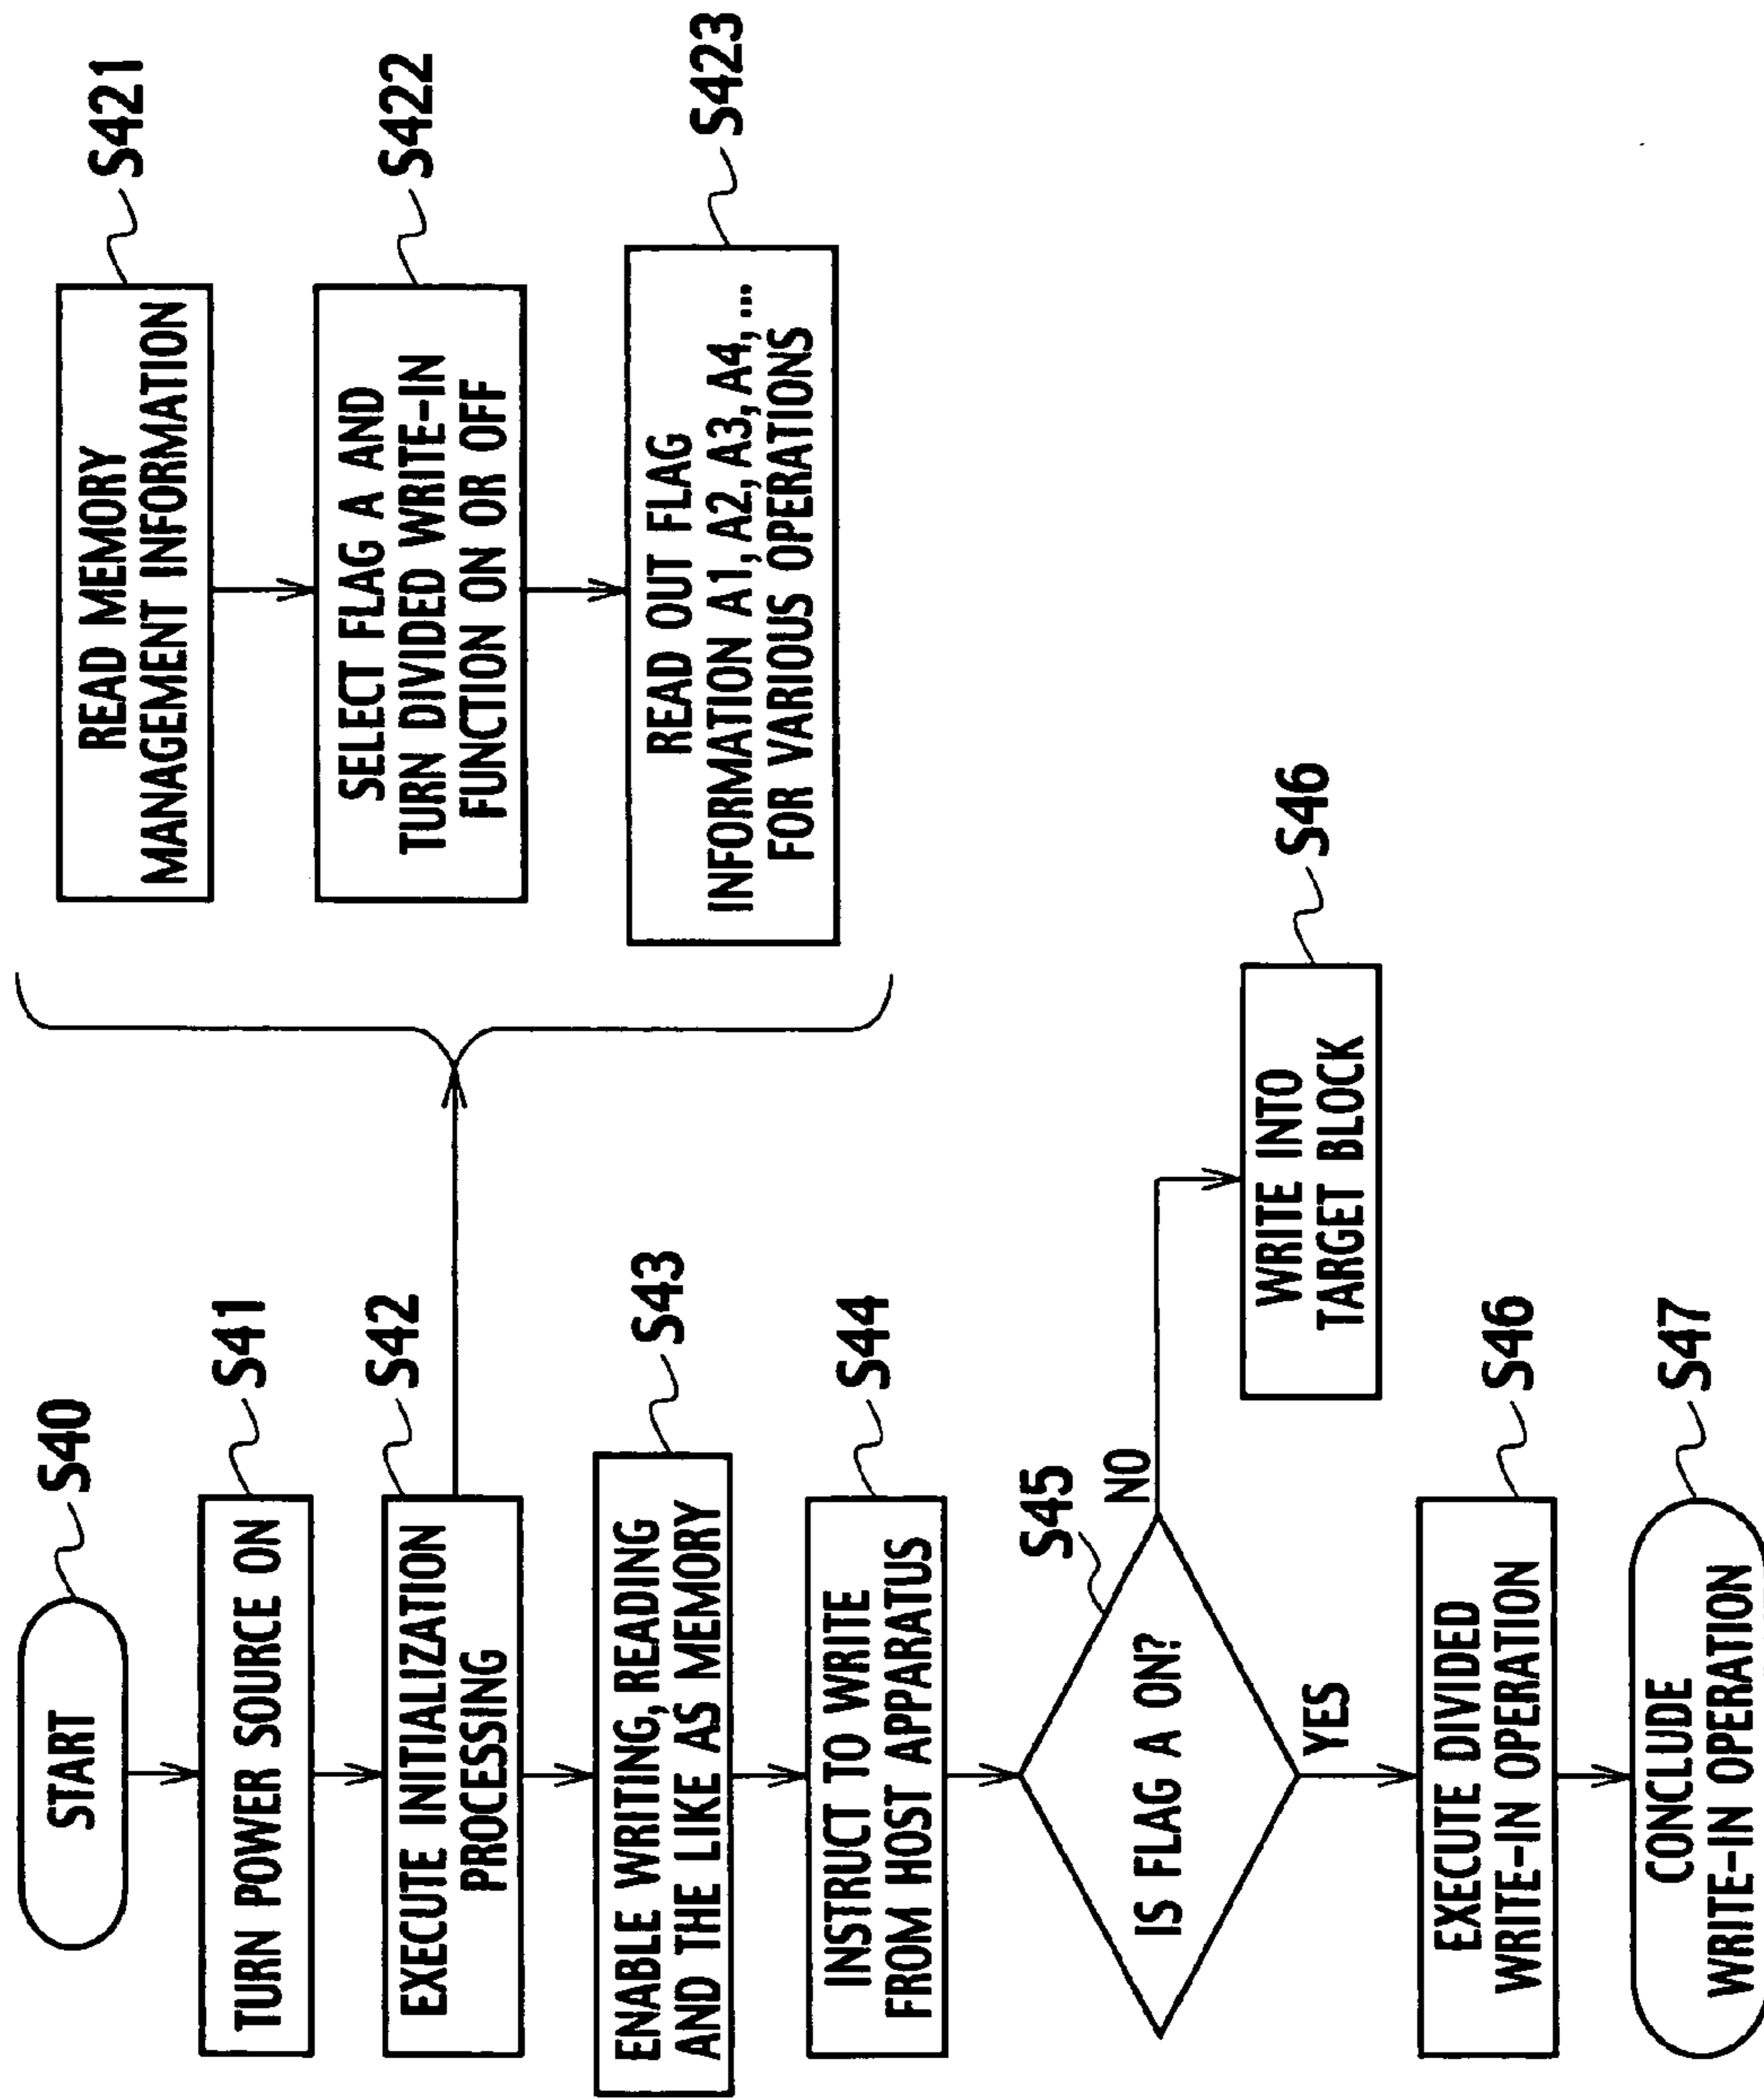 START
S40
TURN POWER SOURCE ON
S41
EXECUTE INITIALIZATION
PROCESSING
S42
READ MEMORY
MANAGEMENT INFORMATION
S421
SELECT FLAG A AND
TURN DIVIDED WRITE-IN
FUNCTION ON OR OFF
S422
READ OUT FLAG
INFORMATION A1, A2, A3, A4, ...
FOR VARIOUS OPERATIONS
S423
ENABLE WRITING, READING
AND THE LIKE AS MEMORY
S43
INSTRUCT TO WRITE
FROM HOST APPARATUS
S44
IS FLAG A ON?
S45
NO
WRITE INTO
TARGET BLOCK
S46
YES
EXECUTE DIVIDED
WRITE-IN OPERATION
S46
CONCLUDE
WRITE-IN OPERATION
S47